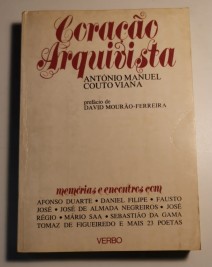 Coração
Arquivista
ANTÓNIO MANUEL
COUTO VIANA
prefácio de
DAVID MOURÃO-FERREIRA
memórias e encontros com
AFONSO DUARTE • DANIEL FILIPE • FAUSTO
JOSÉ • JOSÉ DE ALMADA NEGREIROS • JOSÉ
RÉGIO • MÁRIO SAA • SEBASTIÃO DA GAMA
TOMAZ DE FIGUEIREDO E MAIS 23 POETAS
VERBO